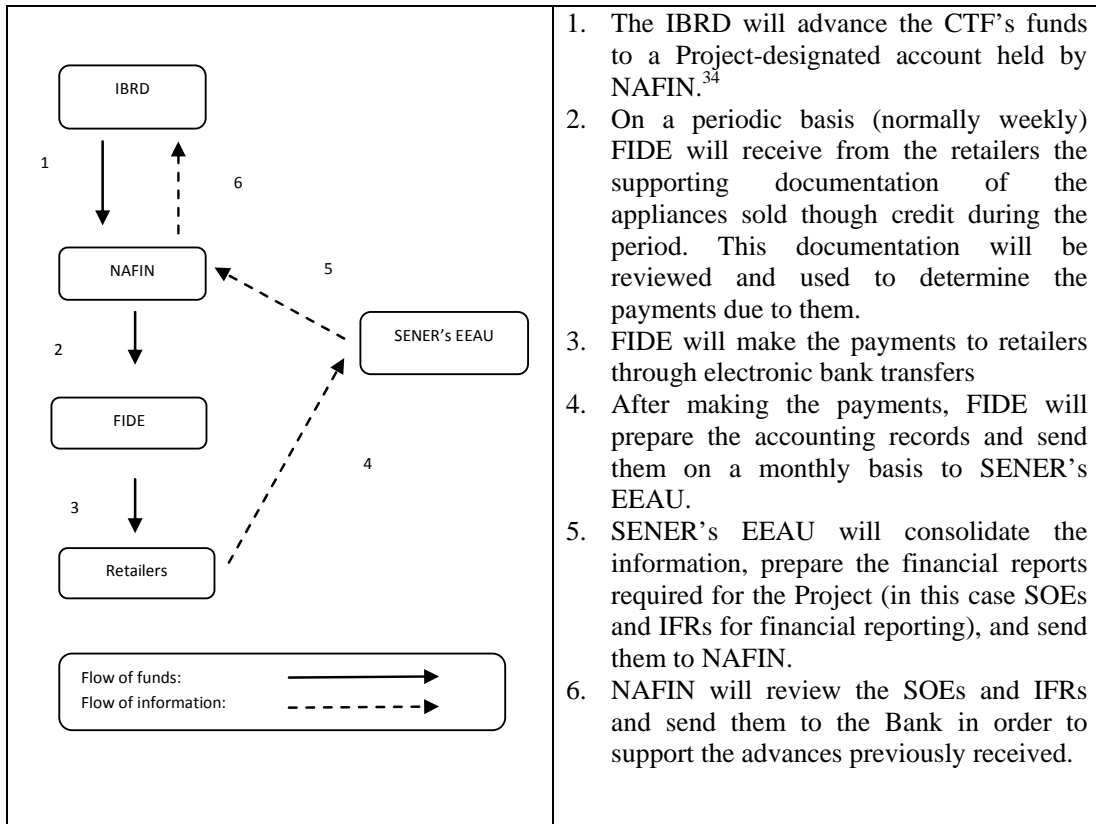 IBRD
1
6
NAFIN
5
2
SENER's EEAU
FIDE
4
3
Retailers
Flow of funds:
Flow of information:
1. The IBRD will advance the CTF's funds
to a Project-designated account held by
NAFIN.34
2. On a periodic basis (normally weekly)
FIDE will receive from the retailers the
supporting documentation of the
appliances sold though credit during the
period. This documentation will be
reviewed and used to determine the
payments due to them.
3. FIDE will make the payments to retailers
through electronic bank transfers
4. After making the payments, FIDE will
prepare the accounting records and send
them on a monthly basis to SENER's
EEAU.
5. SENER's EEAU will consolidate the
information, prepare the financial reports
required for the Project (in this case SOEs
and IFRs for financial reporting), and send
them to NAFIN.
6. NAFIN will review the SOEs and IFRs
and send them to the Bank in order to
support the advances previously received.